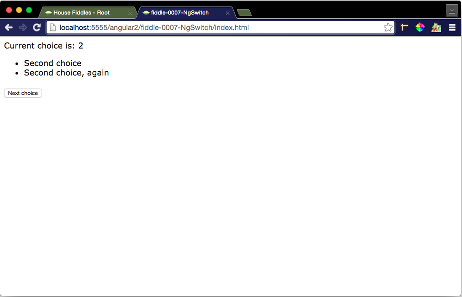 House Fiddles - Root
fiddle-0007-NgSwitch
localhost:5555/angular2/fiddle-0007-NgSwitch/index.html
Current choice is: 2
• Second choice
• Second choice, again
Next choice